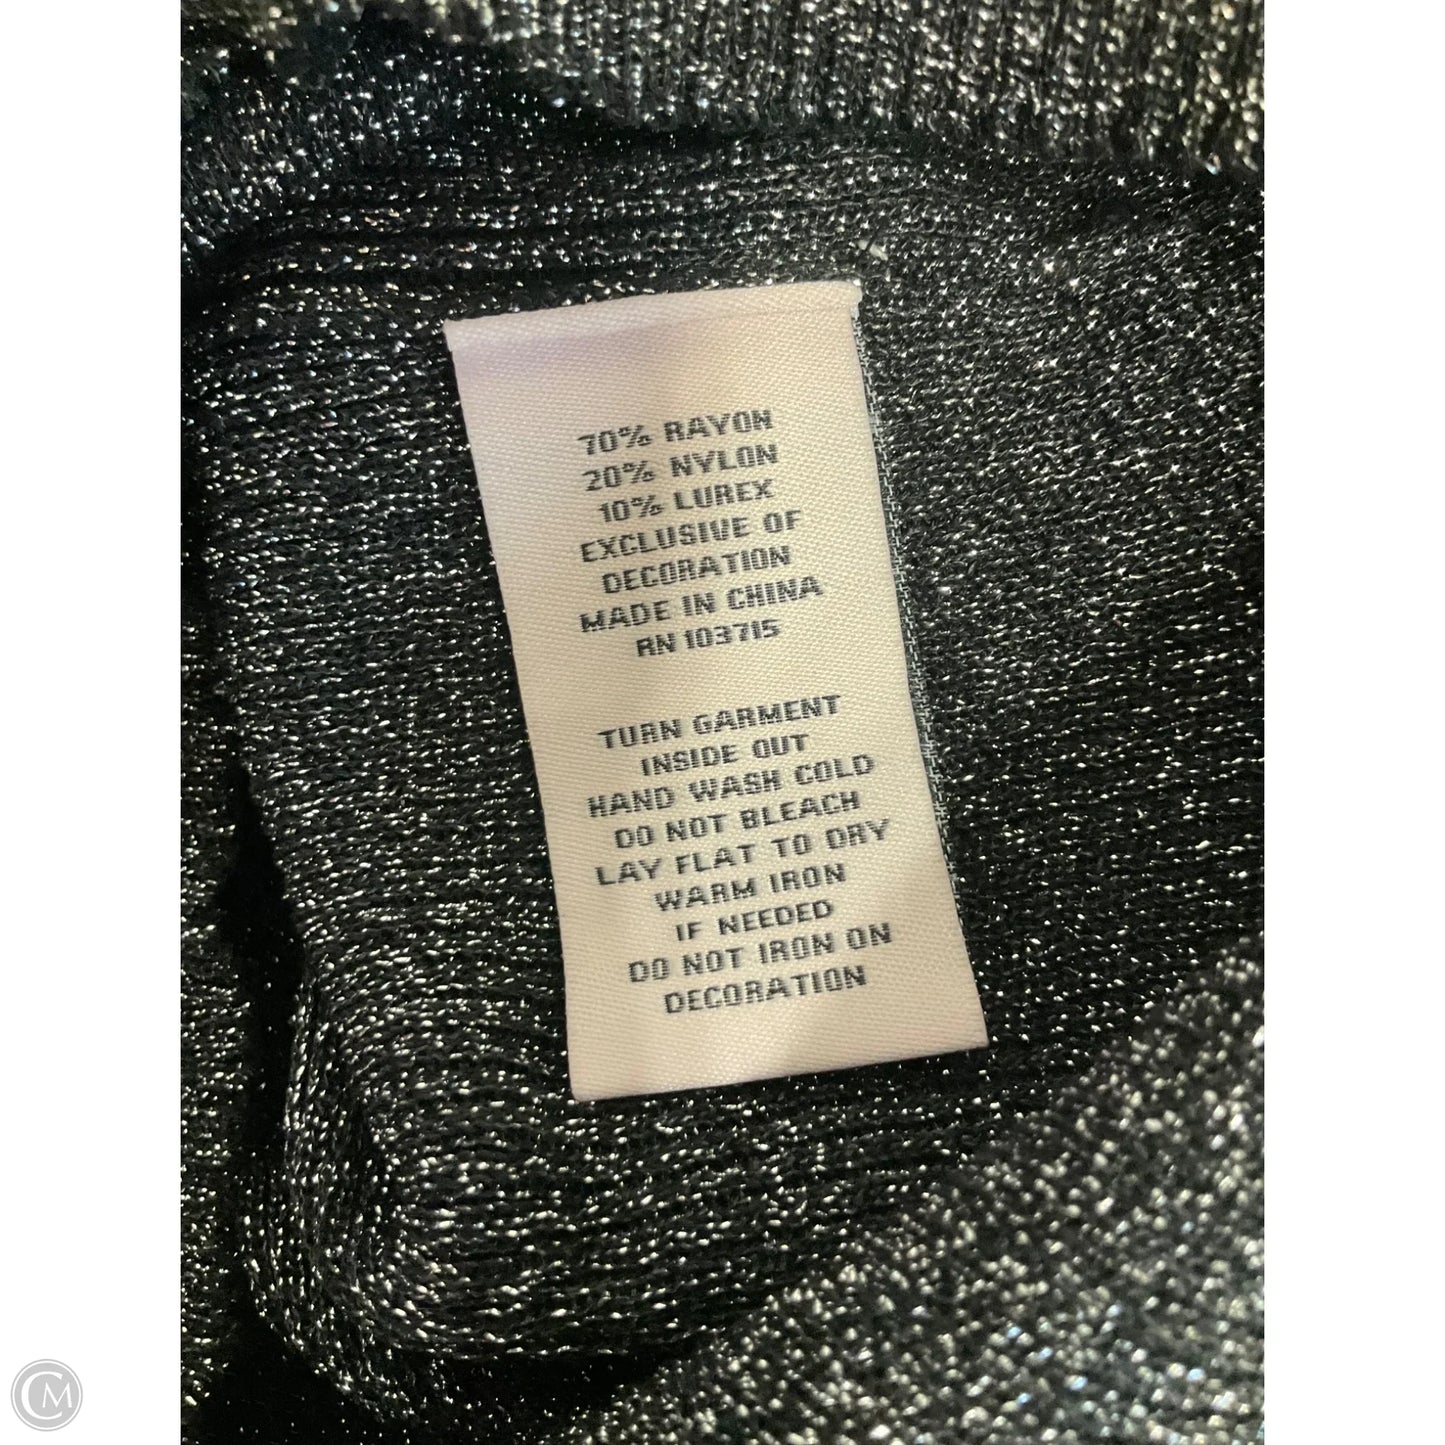 70% RAYON
20% NYLON
10% LUREX
EXCLUSIVE OF
DECORATION
MADE IN CHINA
RN 103715
TURN GARMENT
INSIDE OUT
HAND WASH COLD
DO NOT BLEACH
LAY FLAT TO DRY
WARM IRON
IF NEEDED
DO NOT IRON ON
DECORATION
CM